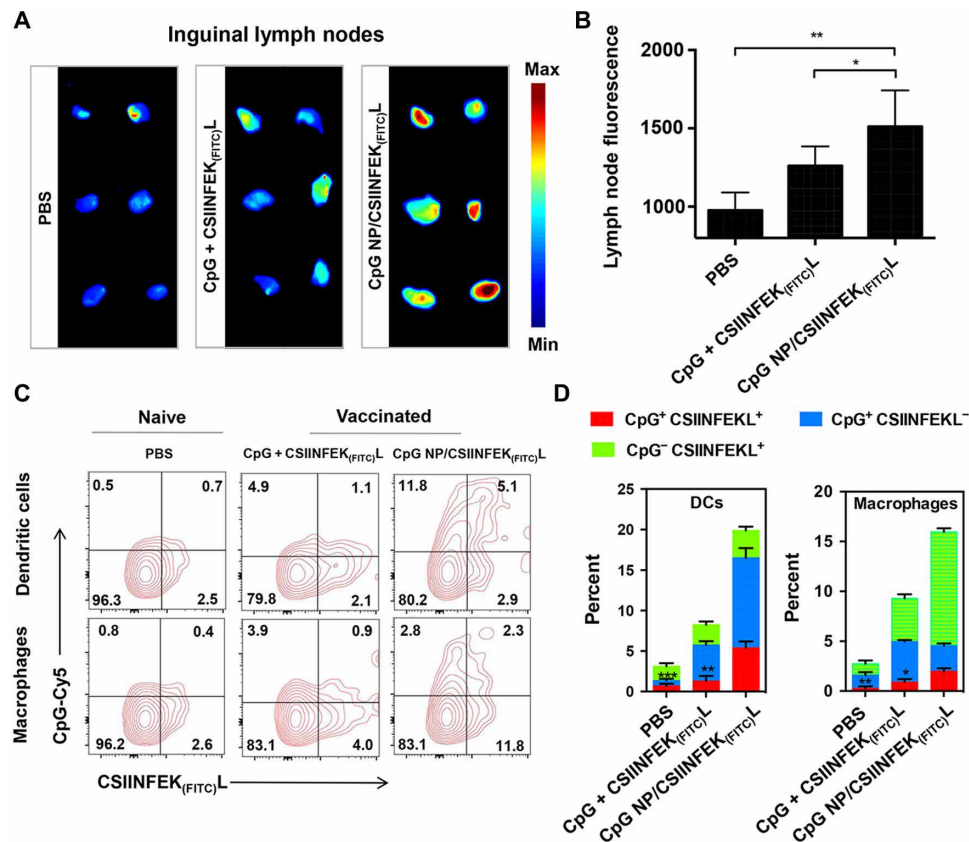 A
Inguinal lymph nodes
PBS
CpG + CSIINFEK(FITC)L
CpG NP/CSIINFEK(FITC)L
Max
Min
B
Lymph node fluorescence
2000
1500
1000
**
*
PBS
CpG + CSIINFEK(FITC)L
CpG NP/CSIINFEK(FITC)L
C
Naive
Vaccinated
PBS
CpG + CSIINFEK(FITC)L
CpG NP/CSIINFEK(FITC)L
Dendritic cells
0.5 0.7
96.3 2.5
4.9 1.1
79.8 2.1
11.8 5.1
80.2 2.9
Macrophages
0.8 0.4
96.2 2.6
3.9 0.9
83.1 4.0
2.8 2.3
83.1 11.8
CpG-Cy5
CSIINFEK(FITC)L
D
CpG+ CSIINFEKL+
CpG+ CSIINFEKL−
CpG− CSIINFEKL+
DCs
Percent
25
20
15
10
5
0
***
**
PBS
CpG + CSIINFEK(FITC)L
CpG NP/CSIINFEK(FITC)L
Macrophages
Percent
20
15
10
5
0
**
*
PBS
CpG + CSIINFEK(FITC)L
CpG NP/CSIINFEK(FITC)L